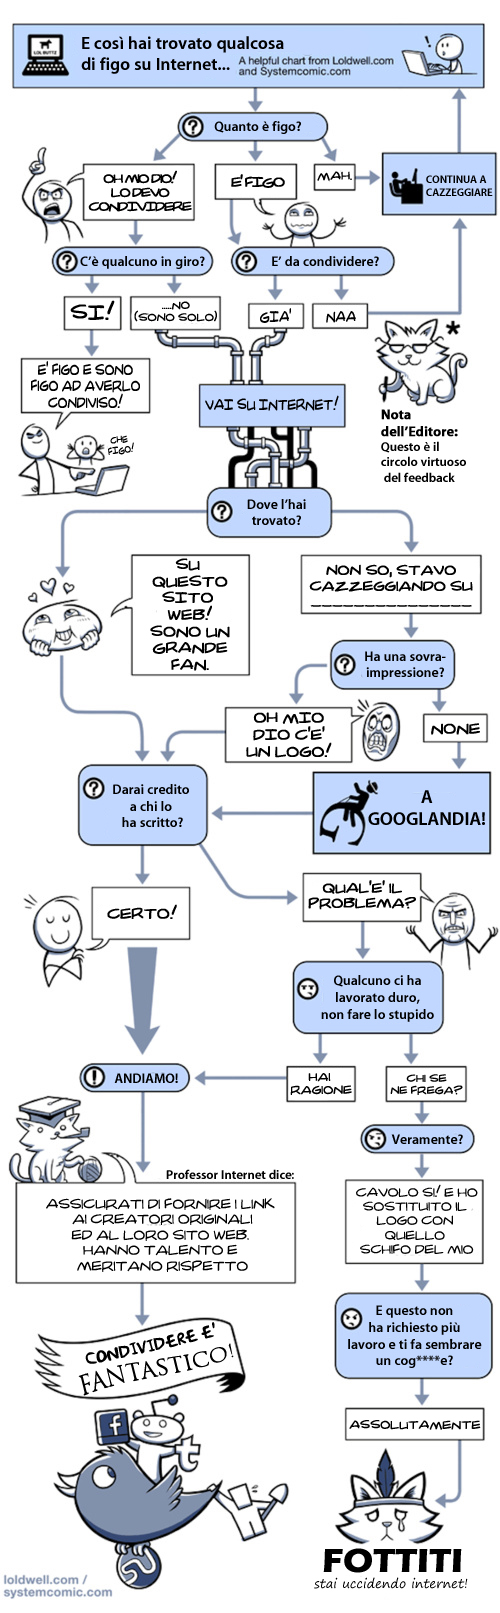 LOL BUTTZ
E così hai trovato qualcosa
di figo su Internet...
A helpful chart from Loldwell.com
and Systemcomic.com
Quanto è figo?
OH MIO DIO!
LO DEVO
CONDIVIDERE
E' FIGO
MAH.
CONTINUA A
CAZZEGGIARE
C'è qualcuno in giro?
E' da condividere?
SI!
.....NO
(SONO SOLO)
GIA'
NAA
E' FIGO E SONO
FIGO AD AVERLO
CONDIVISO!
CHE
FIGO!
VAI SU INTERNET!
*
Nota
dell'Editore:
Questo è il
circolo virtuoso
del feedback
Dove l'hai
trovato?
SU
QUESTO
SITO
WEB!
SONO UN
GRANDE
FAN.
NON SO, STAVO
CAZZEGGIANDO SU
_______________
Ha una sovra-
impressione?
OH MIO
DIO C'E'
UN LOGO!
NONE
Darai credito
a chi lo
ha scritto?
A
GOOGLANDIA!
CERTO!
QUAL'E' IL
PROBLEMA?
Qualcuno ci ha
lavorato duro,
non fare lo stupido
ANDIAMO!
HAI
RAGIONE
CHI SE
NE FREGA?
Veramente?
Professor Internet dice:
ASSICURATI DI FORNIRE I LINK
AI CREATORI ORIGINALI
ED AL LORO SITO WEB.
HANNO TALENTO E
MERITANO RISPETTO
CAVOLO SI! E HO
SOSTITUITO IL
LOGO CON
QUELLO
SCHIFO DEL MIO
E questo non
ha richiesto più
lavoro e ti fa sembrare
un cog****e?
CONDIVIDERE E'
FANTASTICO!
ASSOLUTAMENTE
f
t
FOTTITI
stai uccidendo internet!
loldwell.com /
systemcomic.com